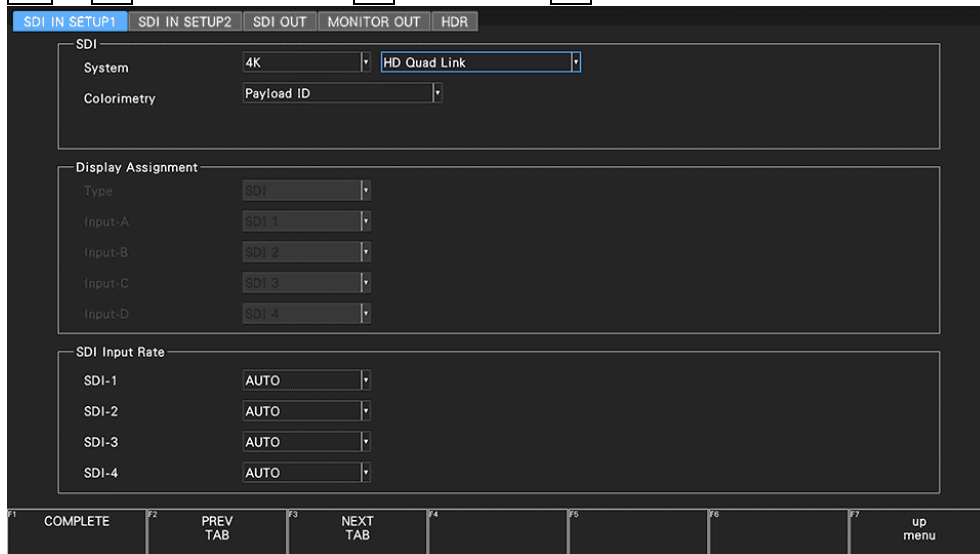 SDI IN SETUP1 SDI IN SETUP2 SDI OUT MONITOR OUT HDR
SDI
System 4K HD Quad Link
Colorimetry Payload ID
Display Assignment
Type SDI
Input-A SDI 1
Input-B SDI 2
Input-C SDI 3
Input-D SDI 4
SDI Input Rate
SDI-1 AUTO
SDI-2 AUTO
SDI-3 AUTO
SDI-4 AUTO
F1 COMPLETE F2 PREV TAB F3 NEXT TAB F4 F5 F6 F7 up menu